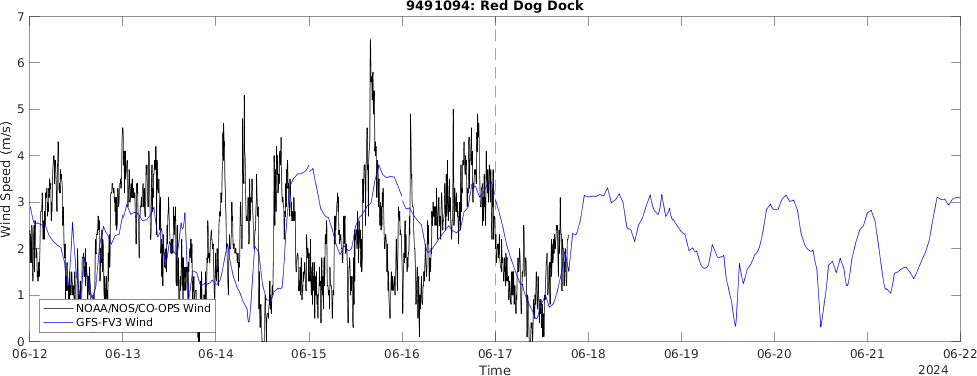 9491094: Red Dog Dock
7
6
5
4
3
2
1
0
Wind Speed (m/s)
NOAA/NOS/CO-OPS Wind
GFS-FV3 Wind
06-12 06-13 06-14 06-15 06-16 06-17 06-18 06-19 06-20 06-21 06-22
Time
2024